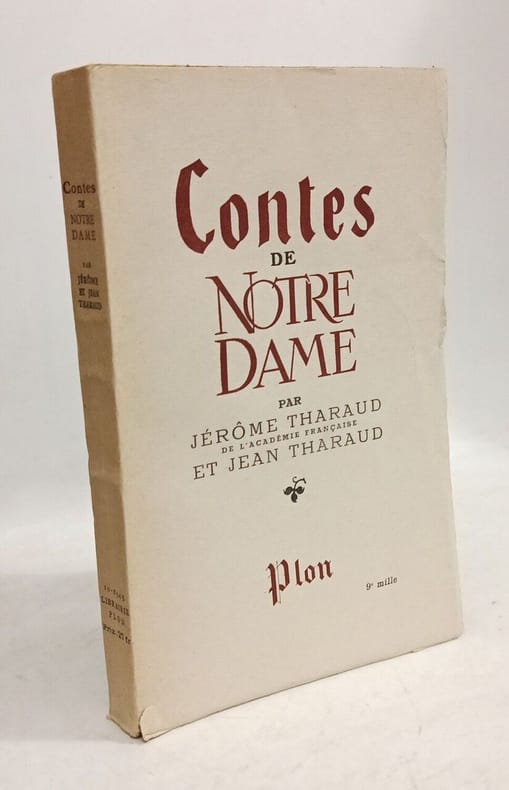 Contes
DE
NOTRE
DAME
PAR
JÉRÔME THARAUD
DE L'ACADÉMIE FRANÇAISE
ET JEAN THARAUD
Plon
9e mille
Contes
DE
NOTRE
DAME
PAR
JÉRÔME
ET JEAN
THARAUD
LIBRAIRIE
PLON